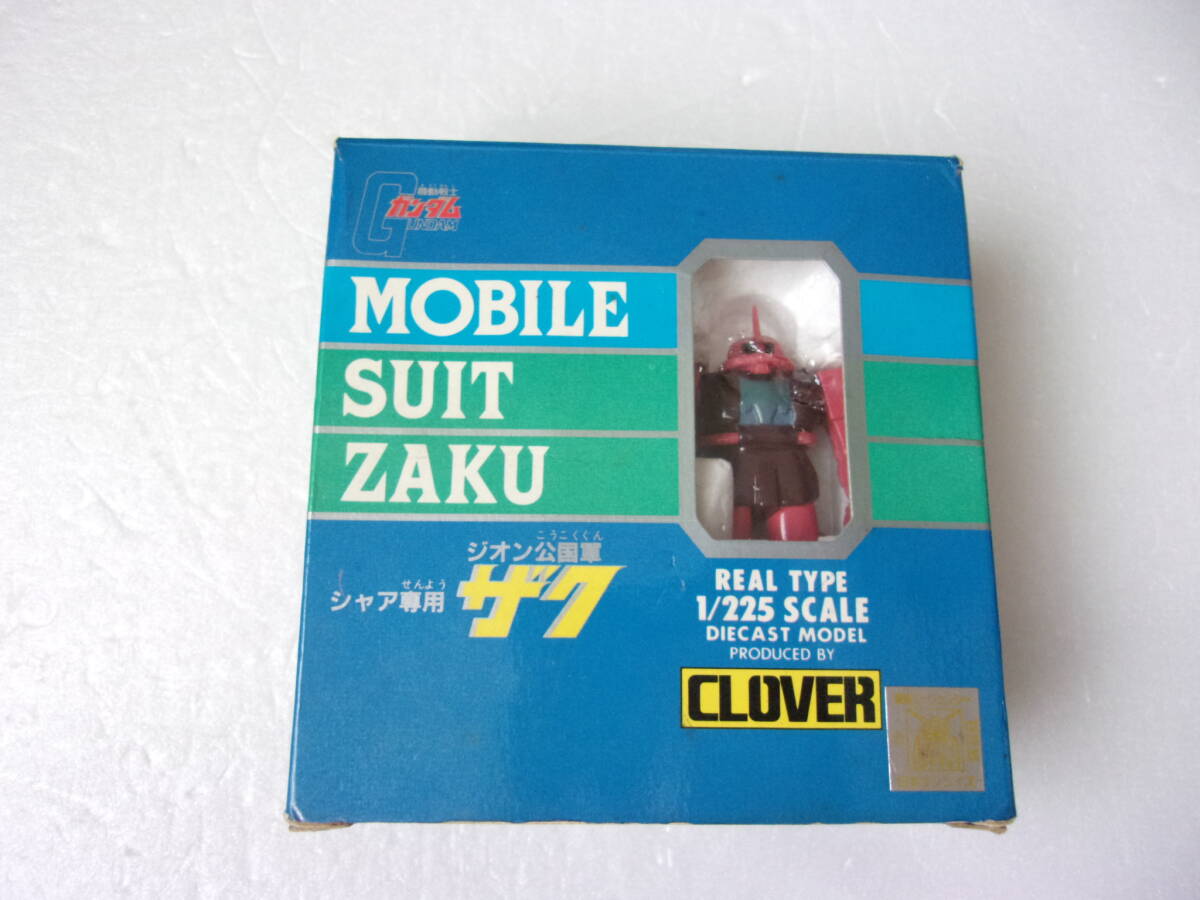 機動戦士
ガンダム
GUNDAM
MOBILE
SUIT
ZAKU
こうこくぐん
ジオン公国軍
せんよう
シャア専用
ザク
REAL TYPE
1/225 SCALE
DIECAST MODEL
PRODUCED BY
CLOVER